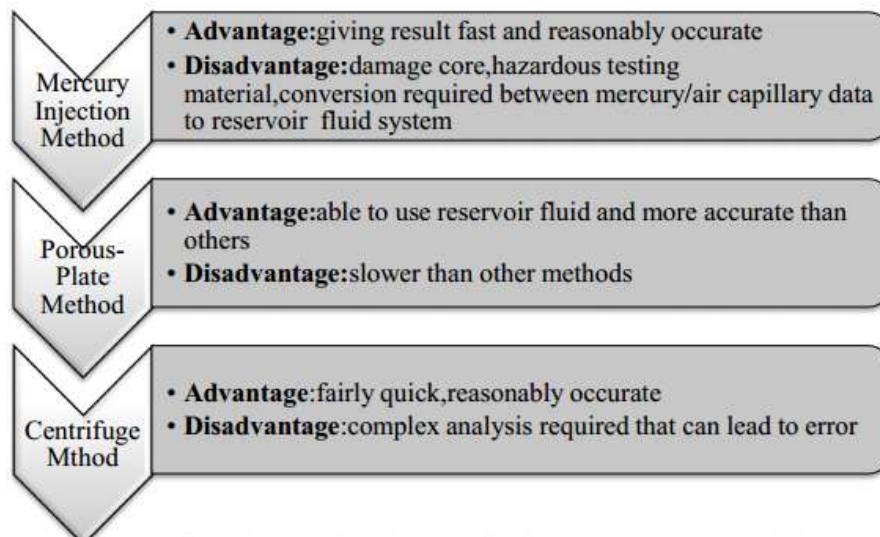 Mercury
Injection
Method
• Advantage:giving result fast and reasonably occurate
• Disadvantage:damage core,hazardous testing
material,conversion required between mercury/air capillary data
to reservoir fluid system
Porous-
Plate
Method
• Advantage:able to use reservoir fluid and more accurate than
others
• Disadvantage:slower than other methods
Centrifuge
Mthod
• Advantage:fairly quick,reasonably occurate
• Disadvantage:complex analysis required that can lead to error